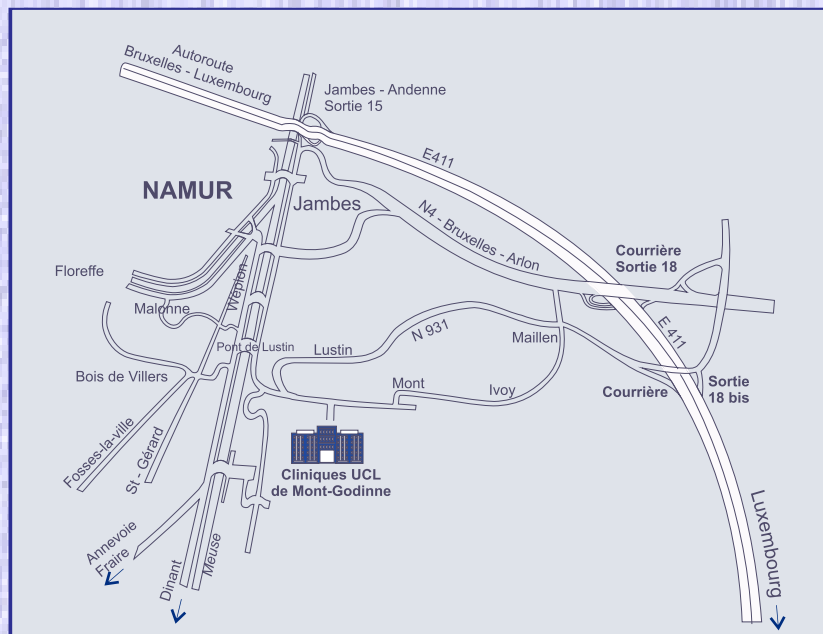 Autoroute
Bruxelles - Luxembourg
Jambes - Andenne
Sortie 15
E411
NAMUR
Jambes
N4 - Bruxelles - Arlon
Courrière
Sortie 18
Floreffe
Wépion
Malonne
E 411
Maillen
N 931
Pont de Lustin
Lustin
Bois de Villers
Mont
Ivoy
Courrière
Sortie
18 bis
Fosses-la-ville
St - Gérard
Cliniques UCL
de Mont-Godinne
Annevoie
Fraire
Dinant
Meuse
Luxembourg